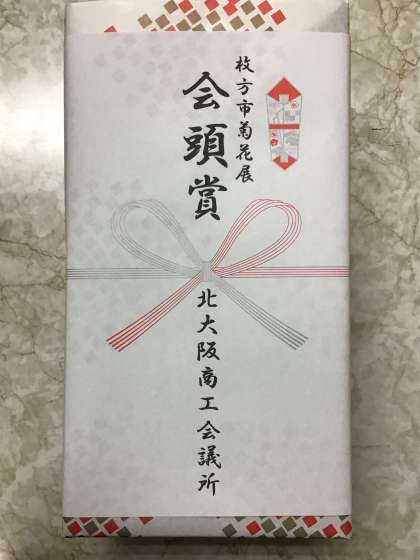 枚方市菊花展
会頭賞
北大阪商工会議所